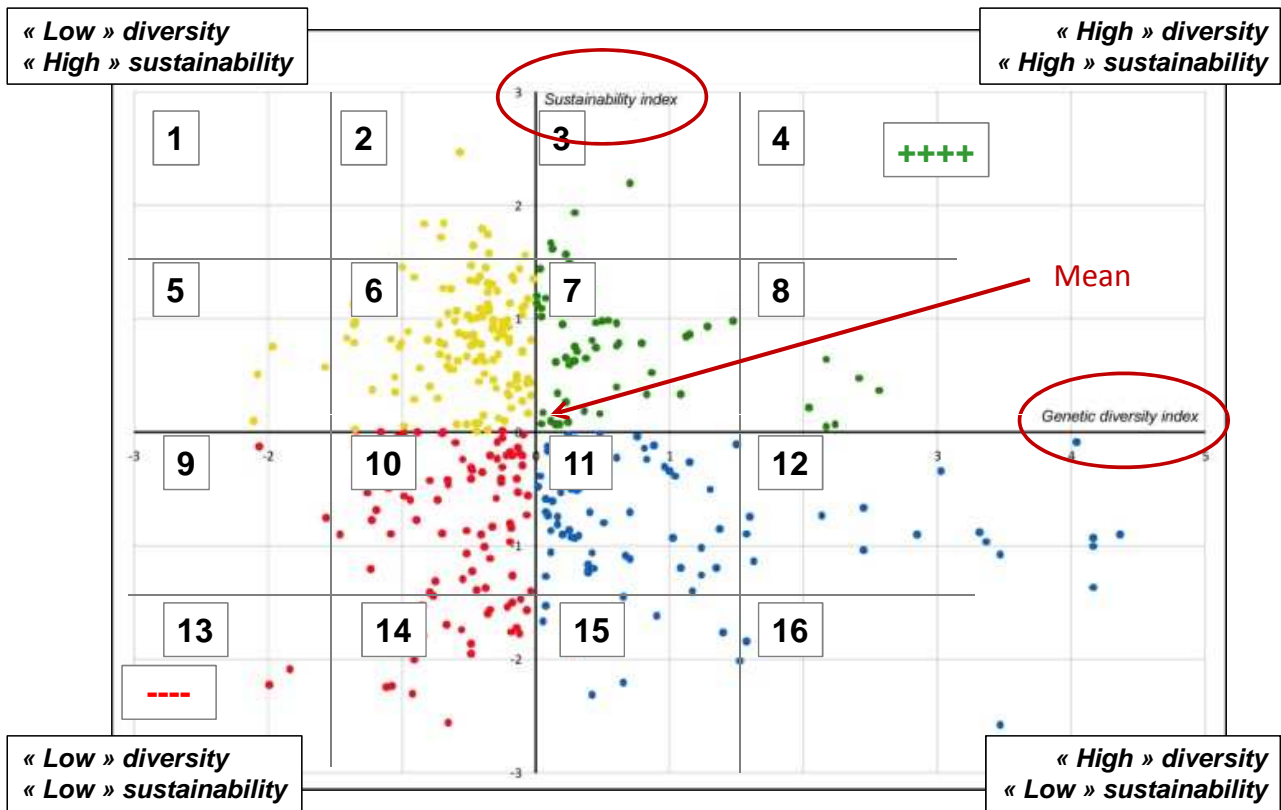 « Low » diversity
« High » sustainability
« High » diversity
« High » sustainability
3
Sustainability index
1
2
3
4
++++
2
5
6
7
8
Mean
1
Genetic diversity index
0
-3
-2
0
1
3
4
5
9
10
11
12
-1
13
14
15
16
-2
----
-3
« Low » diversity
« Low » sustainability
« High » diversity
« Low » sustainability